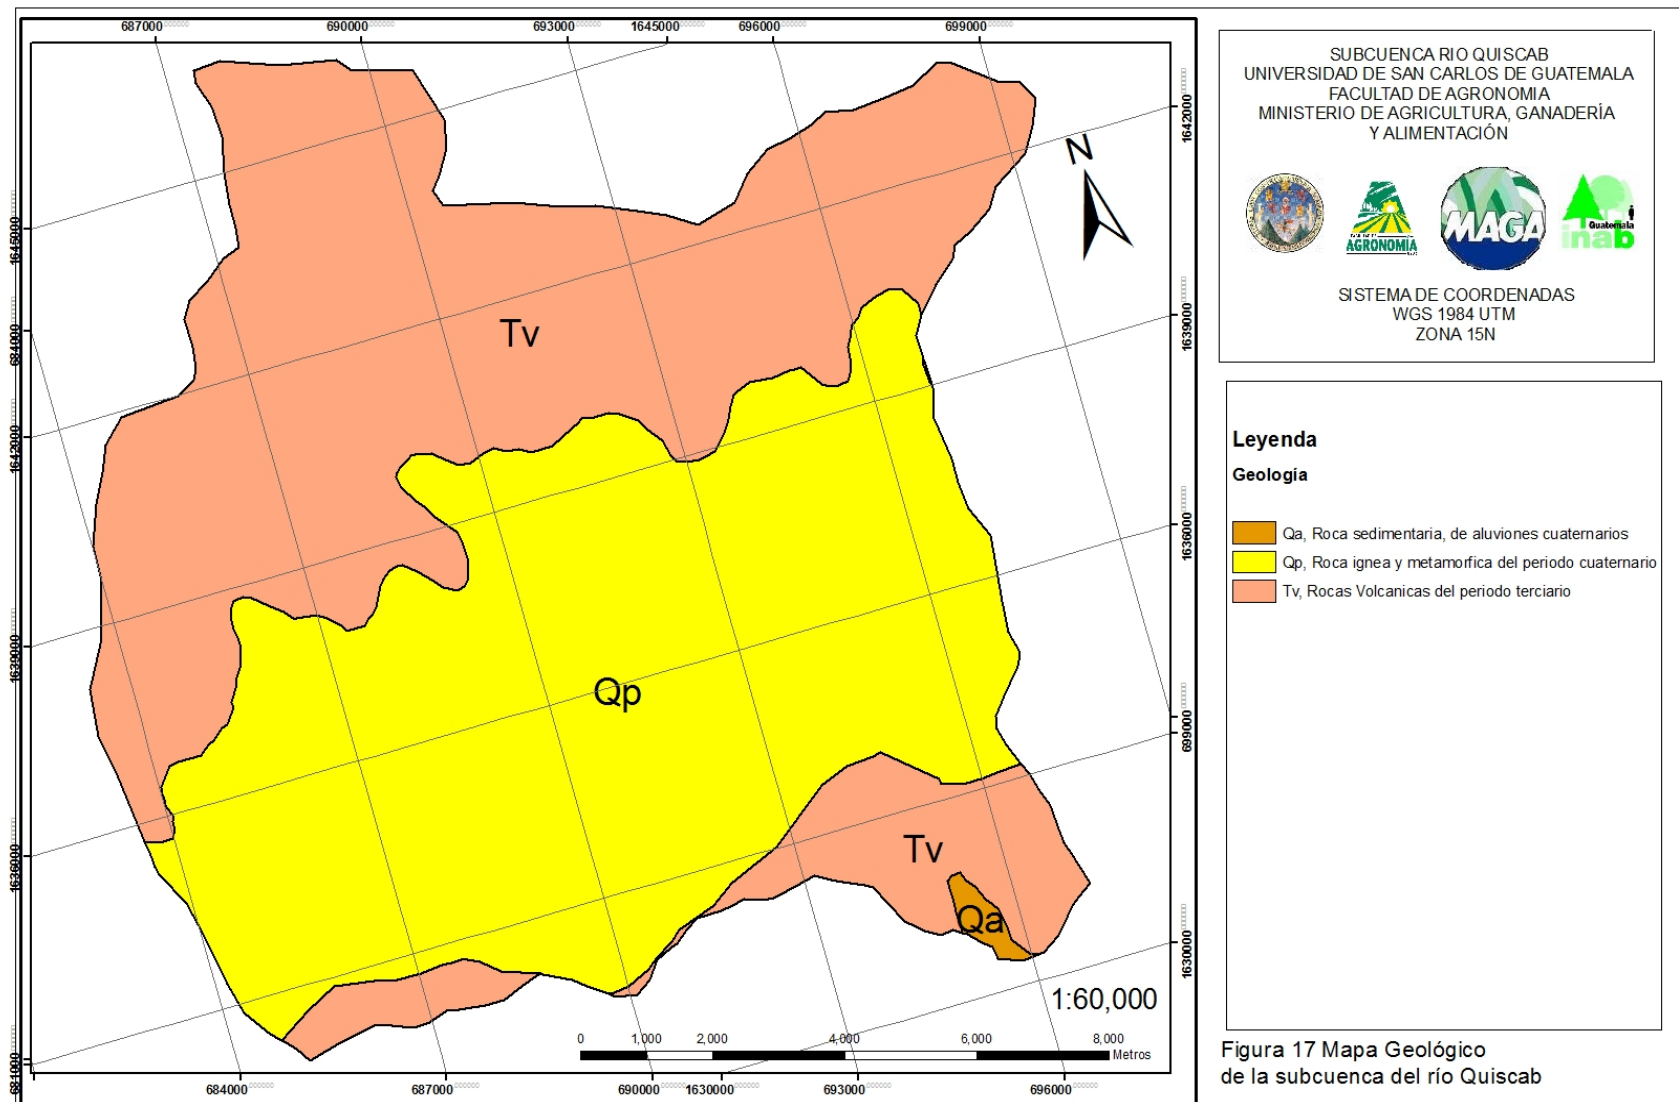 687000
690000
693000
1645000
696000
699000
1645000
684000
1642000
1639000
1636000
681000
1642000
1639000
1636000
699000
1630000
N
Tv
Qp
Tv
Qa
1:60,000
0 1,000 2,000 4,000 6,000 8,000
Metros
684000
687000
690000
1630000
693000
696000
SUBCUENCA RIO QUISCAB
UNIVERSIDAD DE SAN CARLOS DE GUATEMALA
FACULTAD DE AGRONOMIA
MINISTERIO DE AGRICULTURA, GANADERÍA
Y ALIMENTACIÓN
AGRONOMIA
MAGA
Guatemala
inab
SISTEMA DE COORDENADAS
WGS 1984 UTM
ZONA 15N
Leyenda
Geología
Qa, Roca sedimentaria, de aluviones cuaternarios
Qp, Roca ignea y metamorfica del periodo cuaternario
Tv, Rocas Volcanicas del periodo terciario
Figura 17 Mapa Geológico
de la subcuenca del río Quiscab